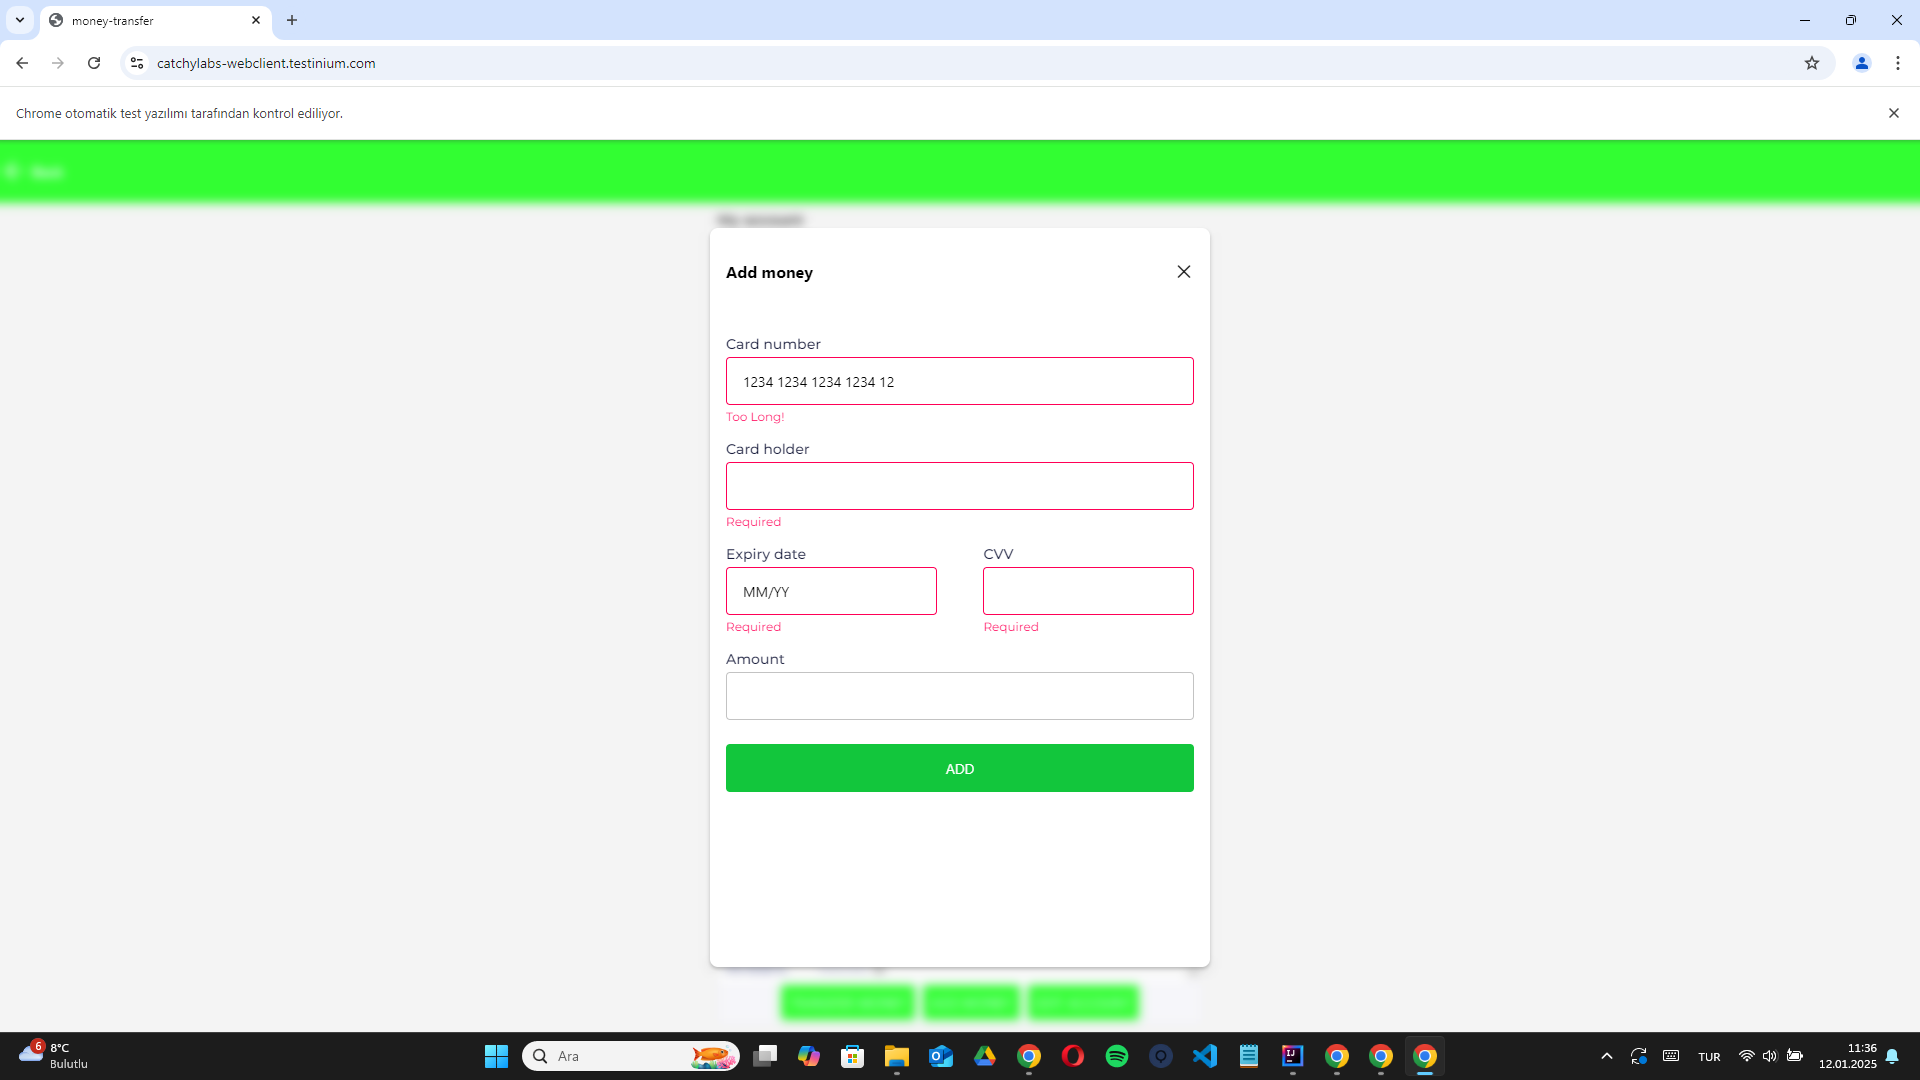 money-transfer
catchylabs-webclient.testinium.com
Chrome otomatik test yazılımı tarafından kontrol ediliyor.
My account
Add money
Card number
1234 1234 1234 1234 12
Too Long!
Card holder
Required
Expiry date
CVV
MM/YY
Required
Required
Amount
ADD
6
8°C
Bulutlu
Ara
TUR
11:36
12.01.2025